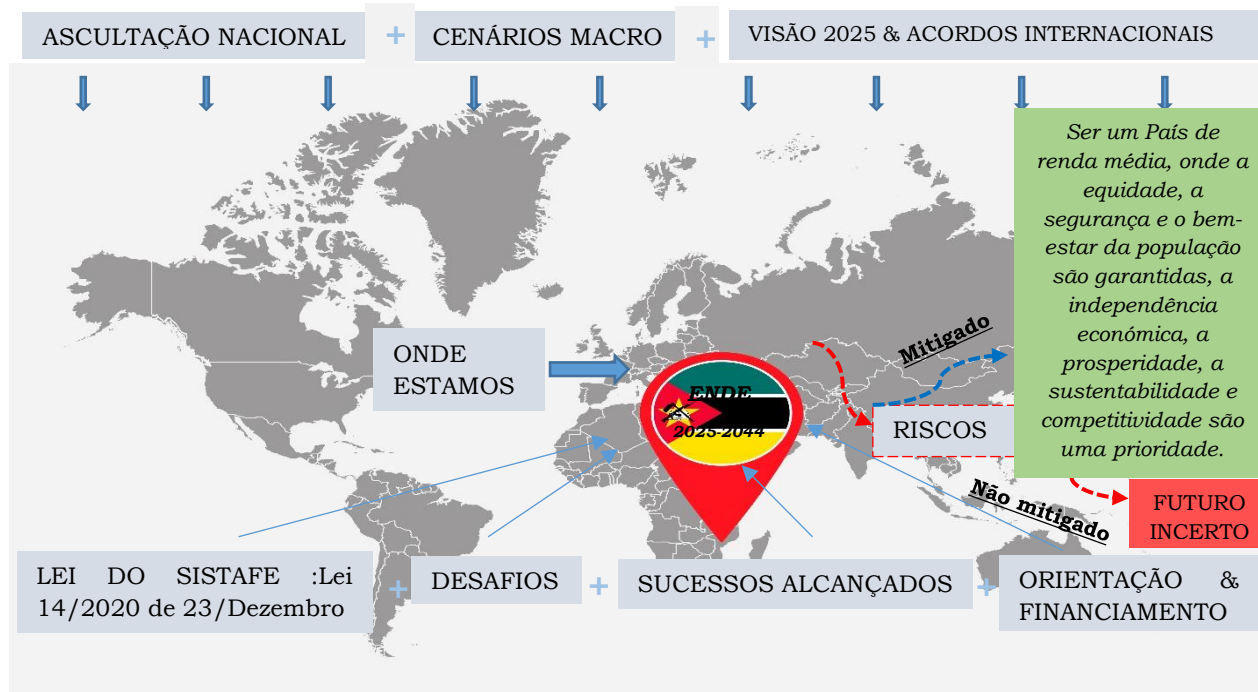 ASCULTAÇÃO NACIONAL + CENÁRIOS MACRO + VISÃO 2025 & ACORDOS INTERNACIONAIS
Ser um País de
renda média, onde a
equidade, a
segurança e o bem-
estar da população
são garantidas, a
independência
económica, a
prosperidade, a
sustentabilidade e
competitividade são
uma prioridade.
ONDE
ESTAMOS
ENDE
2025-2044
Mitigado
RISCOS
Não mitigado
FUTURO
INCERTO
LEI DO SISTAFE :Lei
14/2020 de 23/Dezembro
+
DESAFIOS
+
SUCESSOS ALCANÇADOS
+
ORIENTAÇÃO &
FINANCIAMENTO